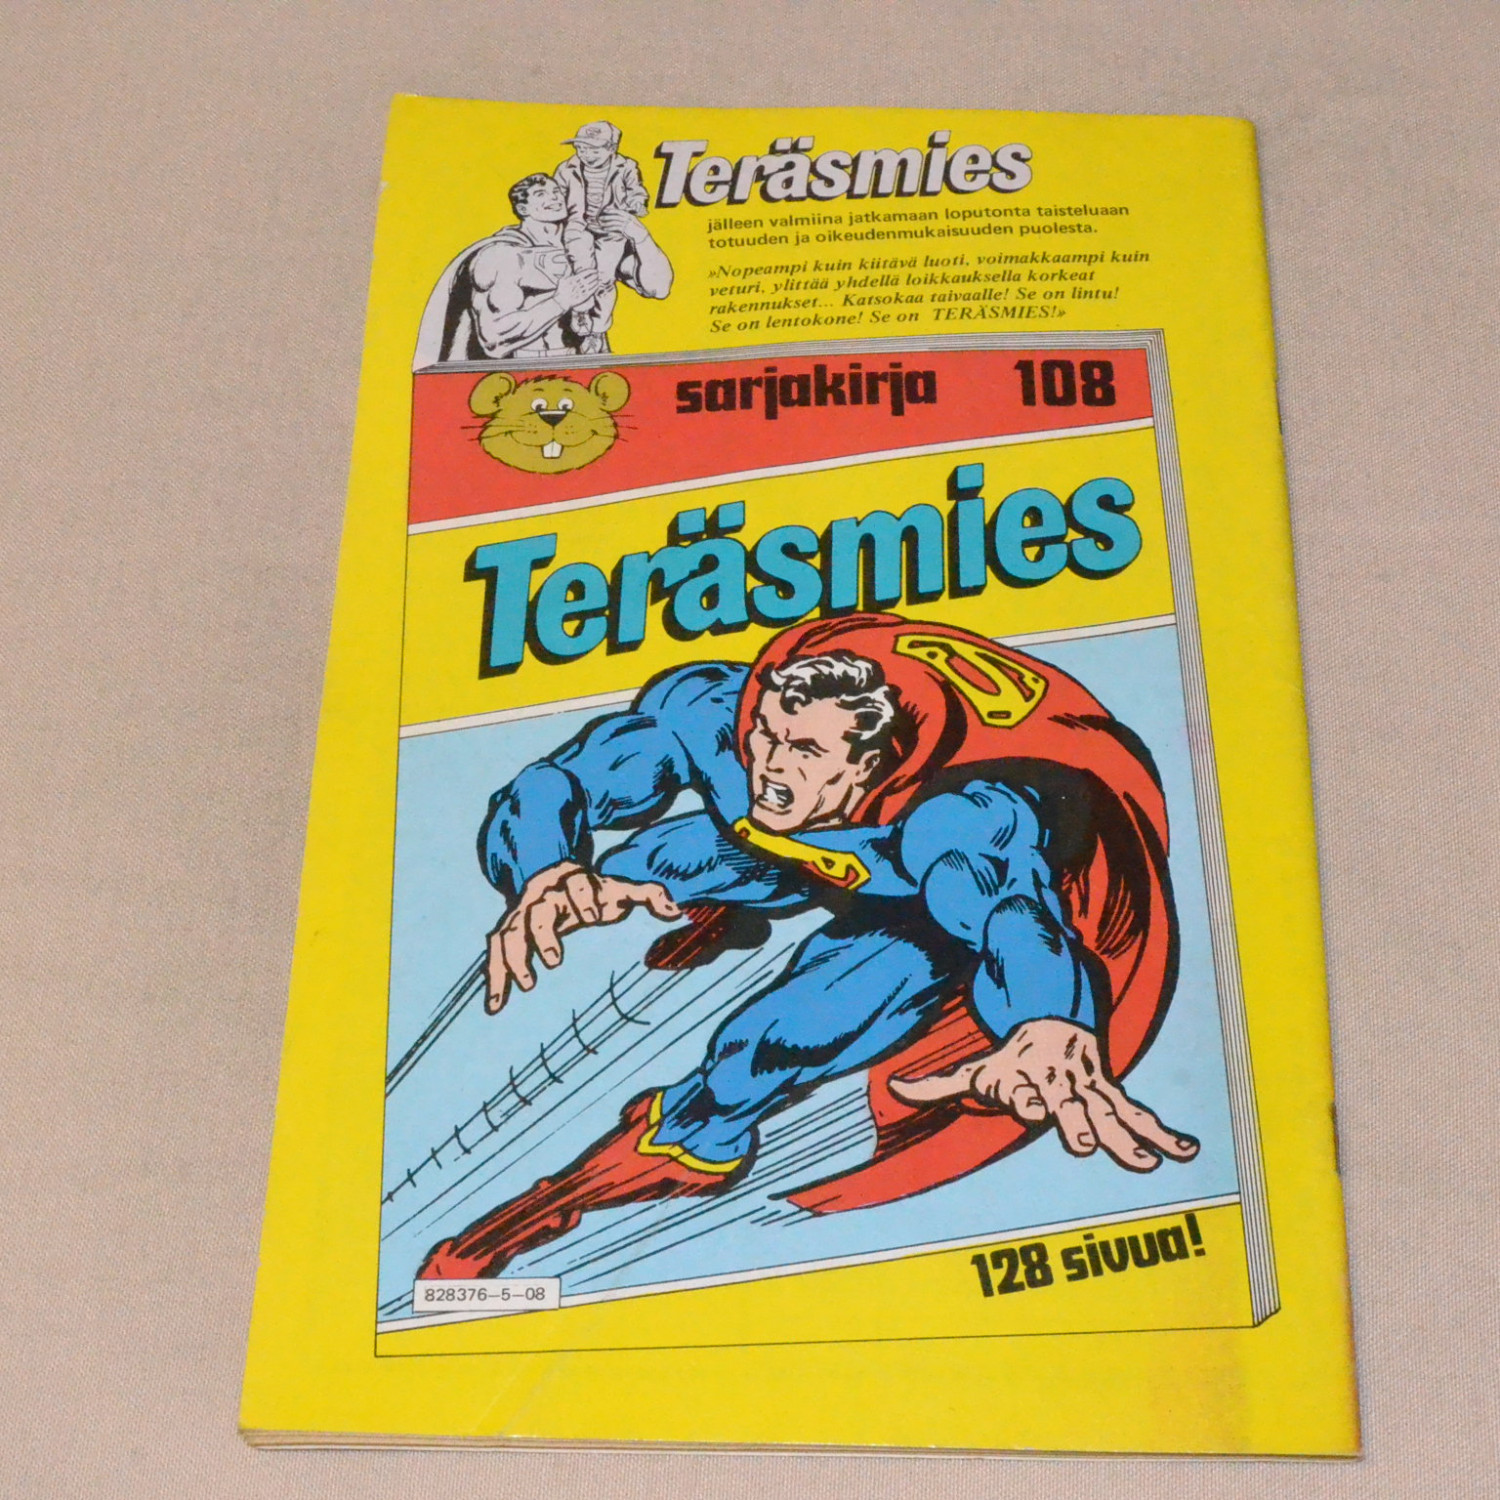 Teräsmies
jälleen valmiina jatkamaan loputonta taisteluaan
totuuden ja oikeudenmukaisuuden puolesta.
»Nopeampi kuin kiitävä luoti, voimakkaampi kuin
veturi, ylittää yhdellä loikkauksella korkeat
rakennukset... Katsokaa taivaalle! Se on lintu!
Se on lentokone! Se on TERÄSMIES!»
sarjakirja 108
Teräsmies
S
S
128 sivua!
828376-5-08